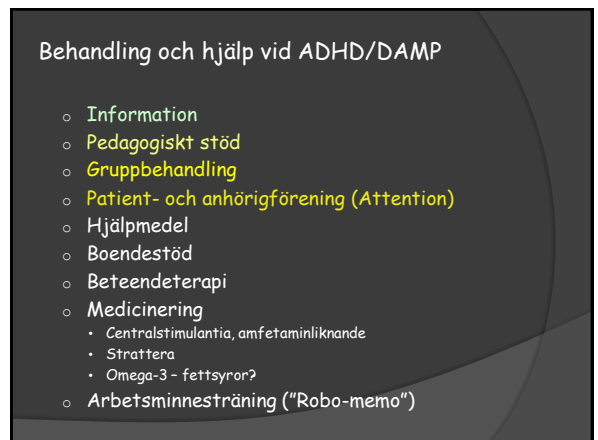 Behandling och hjälp vid ADHD/DAMP
o Information
o Pedagogiskt stöd
o Gruppbehandling
o Patient- och anhörigförening (Attention)
o Hjälpmedel
o Boendestöd
o Beteendeterapi
o Medicinering
• Centralstimulantia, amfetaminliknande
• Strattera
• Omega-3 – fettsyror?
o Arbetsminnesträning (”Robo-memo”)